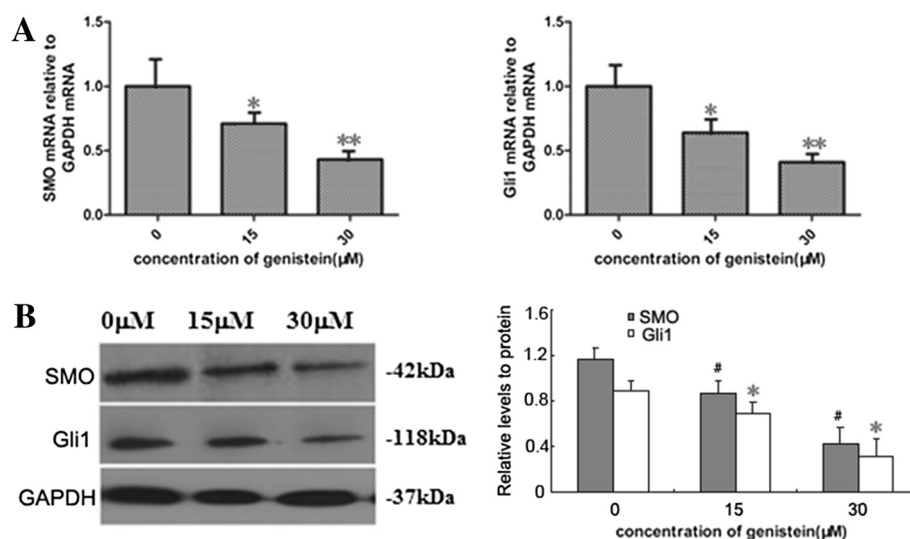 A
SMO mRNA relative to
GAPDH mRNA
1.5
1.0
0.5
0.0
*
**
0
15
30
concentration of genistein(μM)
Gli1 mRNA relative to
GAPDH mRNA
1.5
1.0
0.5
0.0
*
**
0
15
30
concentration of genistein(μM)
B
0μM 15μM 30μM
SMO -42kDa
Gli1 -118kDa
GAPDH -37kDa
Relative levels to protein
1.6
1.2
0.8
0.4
0
SMO
Gli1
# *
# *
0 15 30
concentration of genistein(μM)